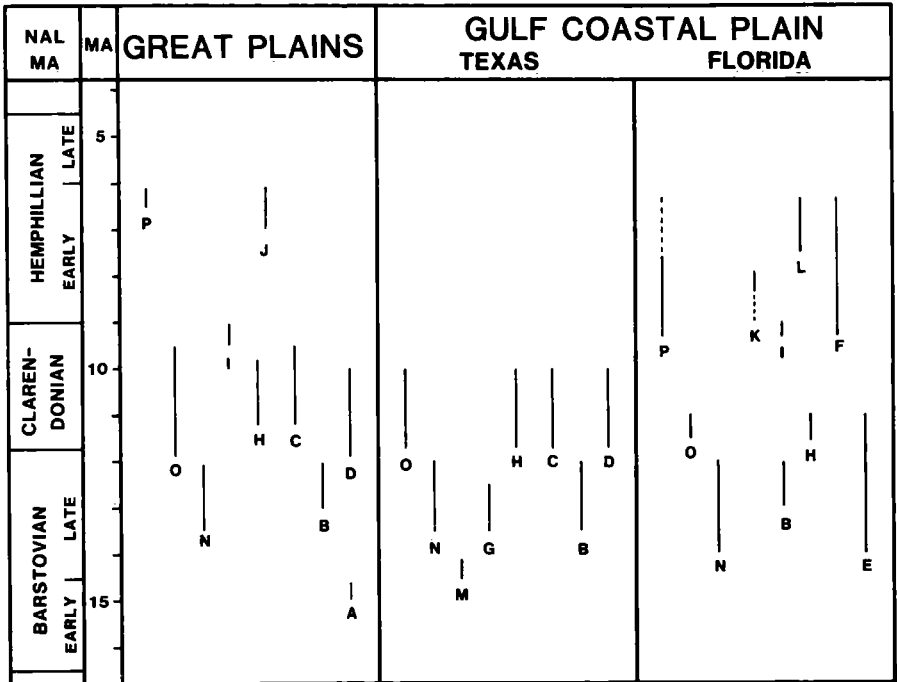 NAL MA
MA
GREAT PLAINS
GULF COASTAL PLAIN
TEXAS
FLORIDA
HEMPHILLIAN
LATE
EARLY
CLAREN-
DONIAN
BARSTOVIAN
LATE
EARLY
5
10
15
P
J
I
H
C
O
D
N
B
A
O
H
C
D
N
G
B
M
P
K
I
L
F
O
H
B
N
E